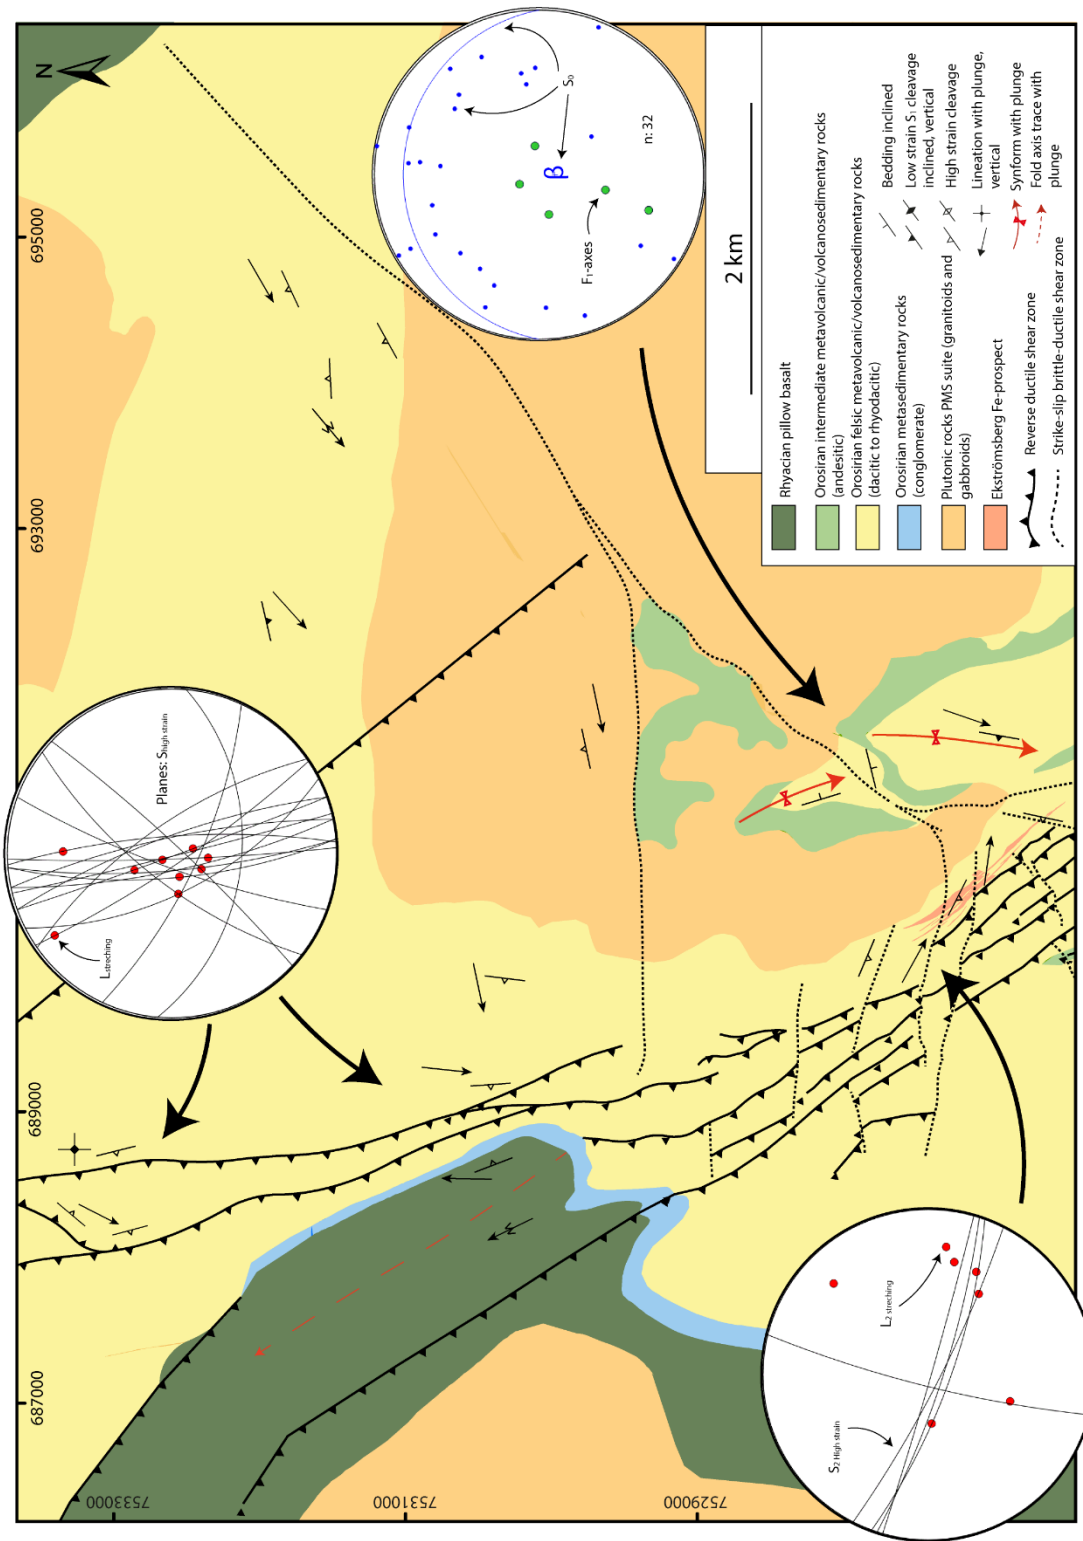 N
695000
693000
689000
687000
7533000
7531000
7529000
Planes: Shigh strain
Lstreching
S0
β
F1-axes
n: 32
S2 High strain
L2 streching
2 km
Rhyacian pillow basalt
Orosiran intermediate metavolcanic/volcanosedimentary rocks
(andesitic)
Orosirian felsic metavolcanic/volcanosedimentary rocks
(dacitic to rhyodacitic)
Orosirian metasedimentary rocks
(conglomerate)
Plutonic rocks PMS suite (granitoids and
gabbroids)
Ekströmsberg Fe-prospect
Reverse ductile shear zone
Strike-slip brittle-ductile shear zone
Bedding inclined
Low strain S1 cleavage
inclined, vertical
High strain cleavage
Lineation with plunge,
vertical
Synform with plunge
Fold axis trace with
plunge